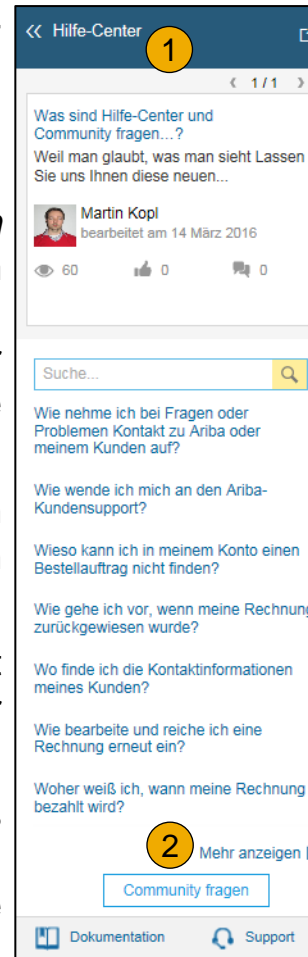 Hilfe-Center
1
1 / 1
Was sind Hilfe-Center und
Community fragen...?
Weil man glaubt, was man sieht Lassen
Sie uns Ihnen diese neuen...
Martin Kopl
bearbeitet am 14 März 2016
60 0 0
Suche...
Wie nehme ich bei Fragen oder
Problemen Kontakt zu Ariba oder
meinem Kunden auf?
Wie wende ich mich an den Ariba-
Kundensupport?
Wieso kann ich in meinem Konto einen
Bestellauftrag nicht finden?
Wie gehe ich vor, wenn meine Rechnung
zurückgewiesen wurde?
Wo finde ich die Kontaktinformationen
meines Kunden?
Wie bearbeite und reiche ich eine
Rechnung erneut ein?
Woher weiß ich, wann meine Rechnung
bezahlt wird?
2
Mehr anzeigen
Community fragen
Dokumentation Support